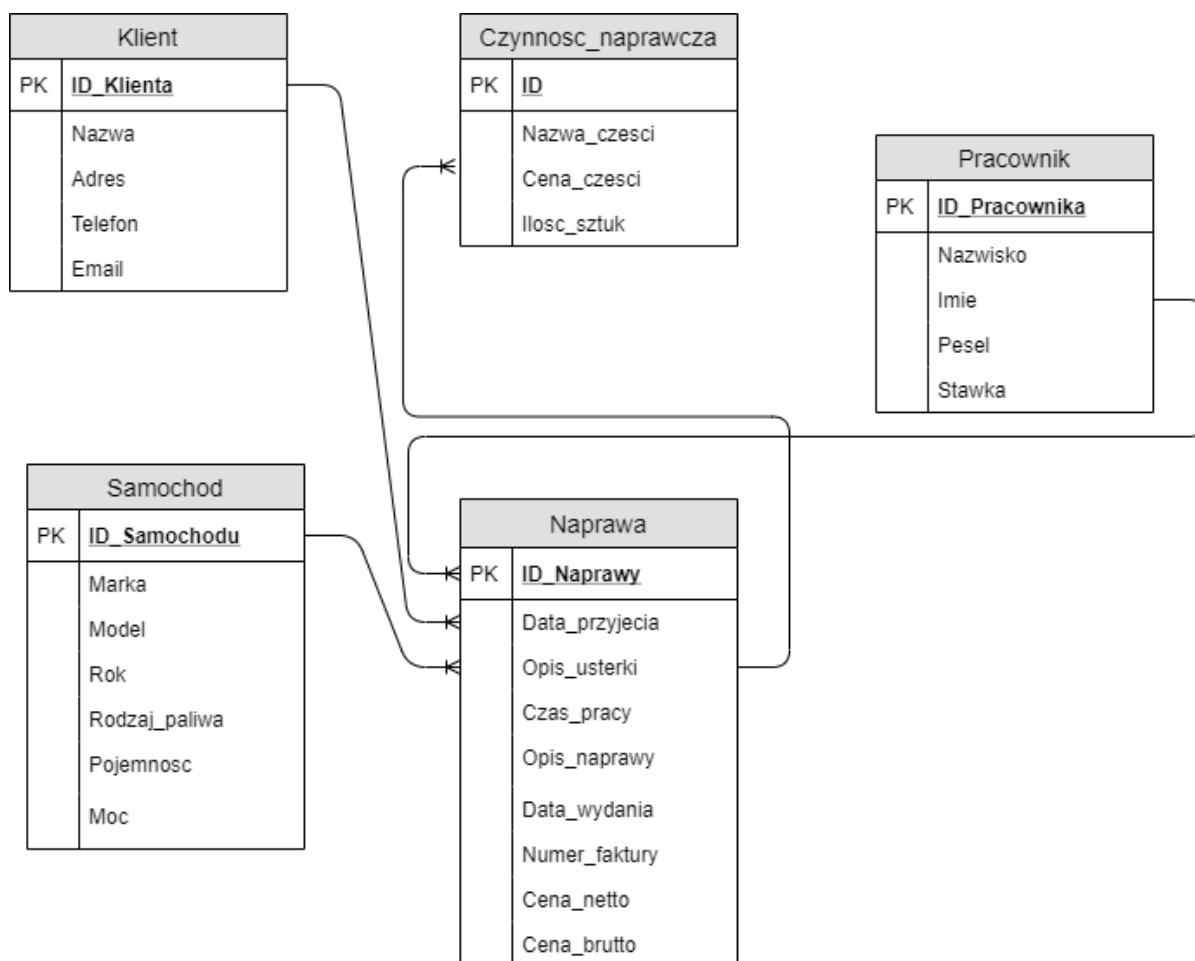 Klient
PK ID_Klienta
Nazwa
Adres
Telefon
Email
Czynnosc_naprawcza
PK ID
Nazwa_czesci
Cena_czesci
Ilosc_sztuk
Pracownik
PK ID_Pracownika
Nazwisko
Imie
Pesel
Stawka
Samochod
PK ID_Samochodu
Marka
Model
Rok
Rodzaj_paliwa
Pojemnosc
Moc
Naprawa
PK ID_Naprawy
Data_przyjecia
Opis_usterki
Czas_pracy
Opis_naprawy
Data_wydania
Numer_faktury
Cena_netto
Cena_brutto